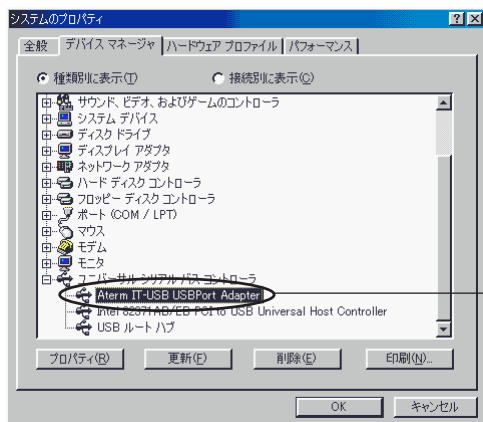 システムのプロパティ
全般 デバイス マネージャ ハードウェア プロファイル パフォーマンス
種類別に表示(T) 接続別に表示(C)
サウンド、ビデオ、およびゲームのコントローラ
システム デバイス
ディスク ドライブ
ディスプレイ アダプタ
ネットワーク アダプタ
ハード ディスク コントローラ
フロッピー ディスク コントローラ
ポート (COM / LPT)
マウス
モデム
モニタ
ユニバーサル シリアル バス コントローラ
Aterm IT-USB USBPort Adapter
Intel 82371AB/EB PCI to USB Universal Host Controller
USB ルート ハブ
プロパティ(R) 更新(F) 削除(E) 印刷(N)...
OK キャンセル